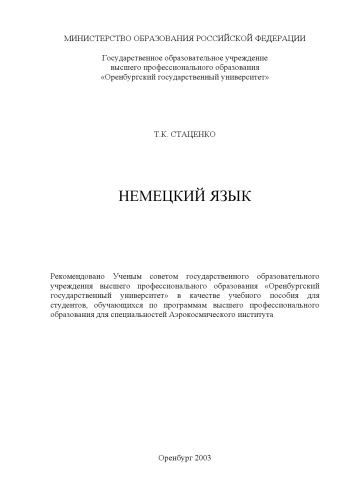 МИНИСТЕРСТВО ОБРАЗОВАНИЯ РОССИЙСКОЙ ФЕДЕРАЦИИ
Государственное образовательное учреждение
высшего профессионального образования
«Оренбургский государственный университет»
Т.К. СТАЦЕНКО
НЕМЕЦКИЙ ЯЗЫК
Рекомендовано Ученым советом государственного образовательного
учреждения высшего профессионального образования «Оренбургский
государственный университет» в качестве учебного пособия для
студентов, обучающихся по программам высшего профессионального
образования для специальностей Аэрокосмического института
Оренбург 2003